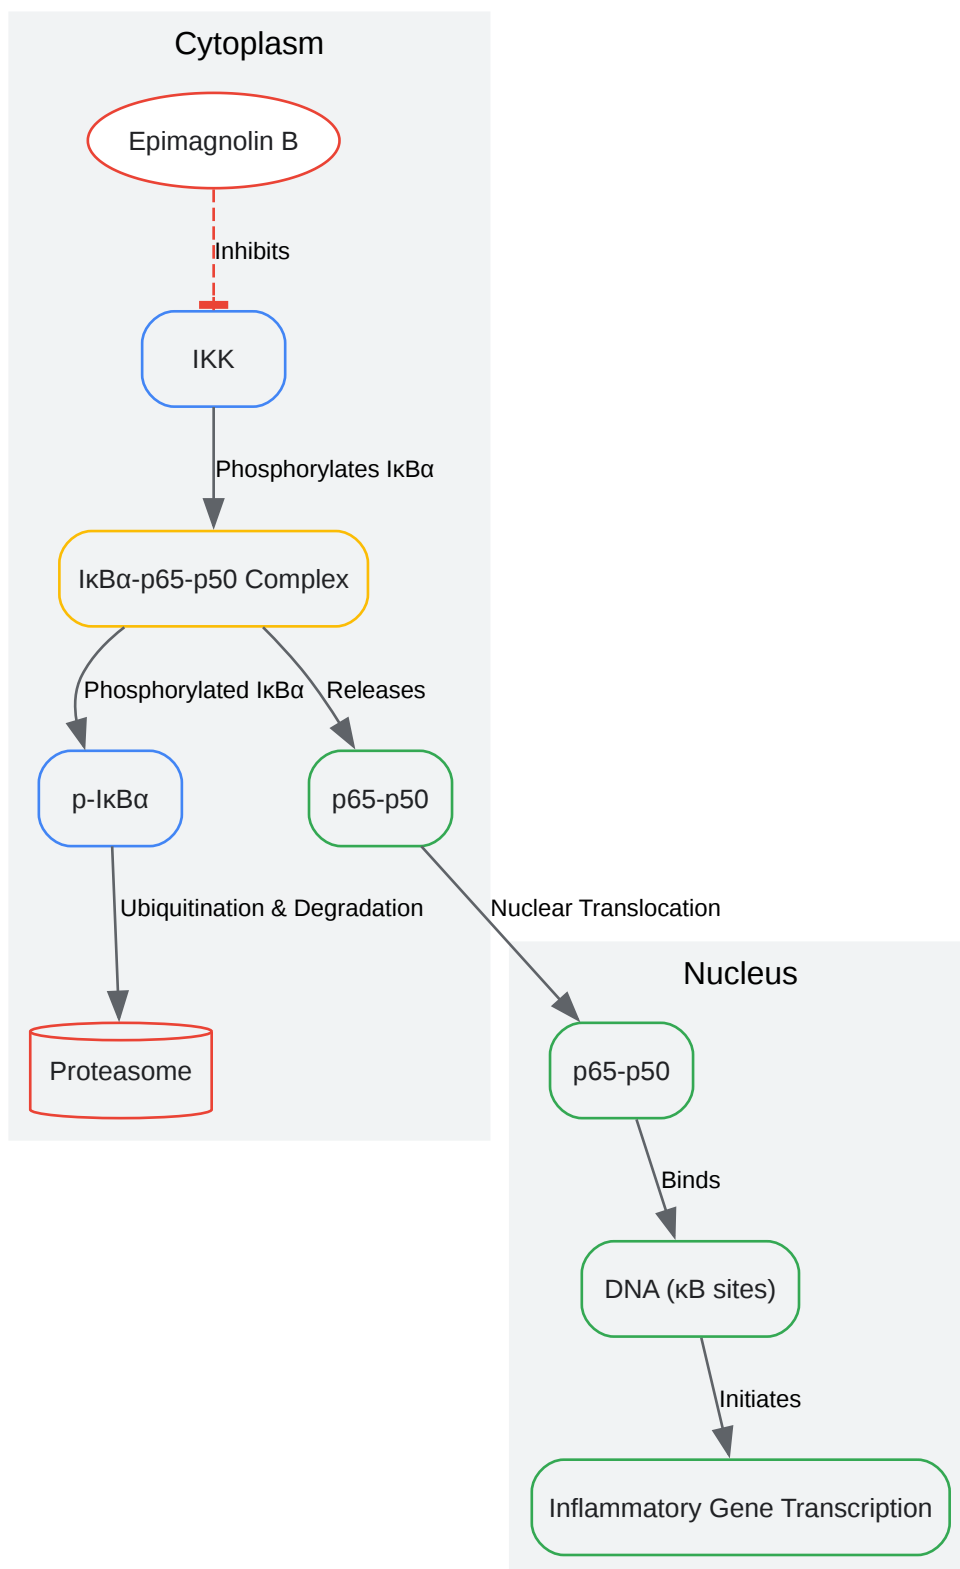 Cytoplasm
Epimagnolin B
Inhibits
IKK
Phosphorylates IκBα
IκBα-p65-p50 Complex
Phosphorylated IκBα
Releases
p-IκBα
p65-p50
Ubiquitination & Degradation
Nuclear Translocation
Nucleus
Proteasome
p65-p50
Binds
DNA (κB sites)
Initiates
Inflammatory Gene Transcription